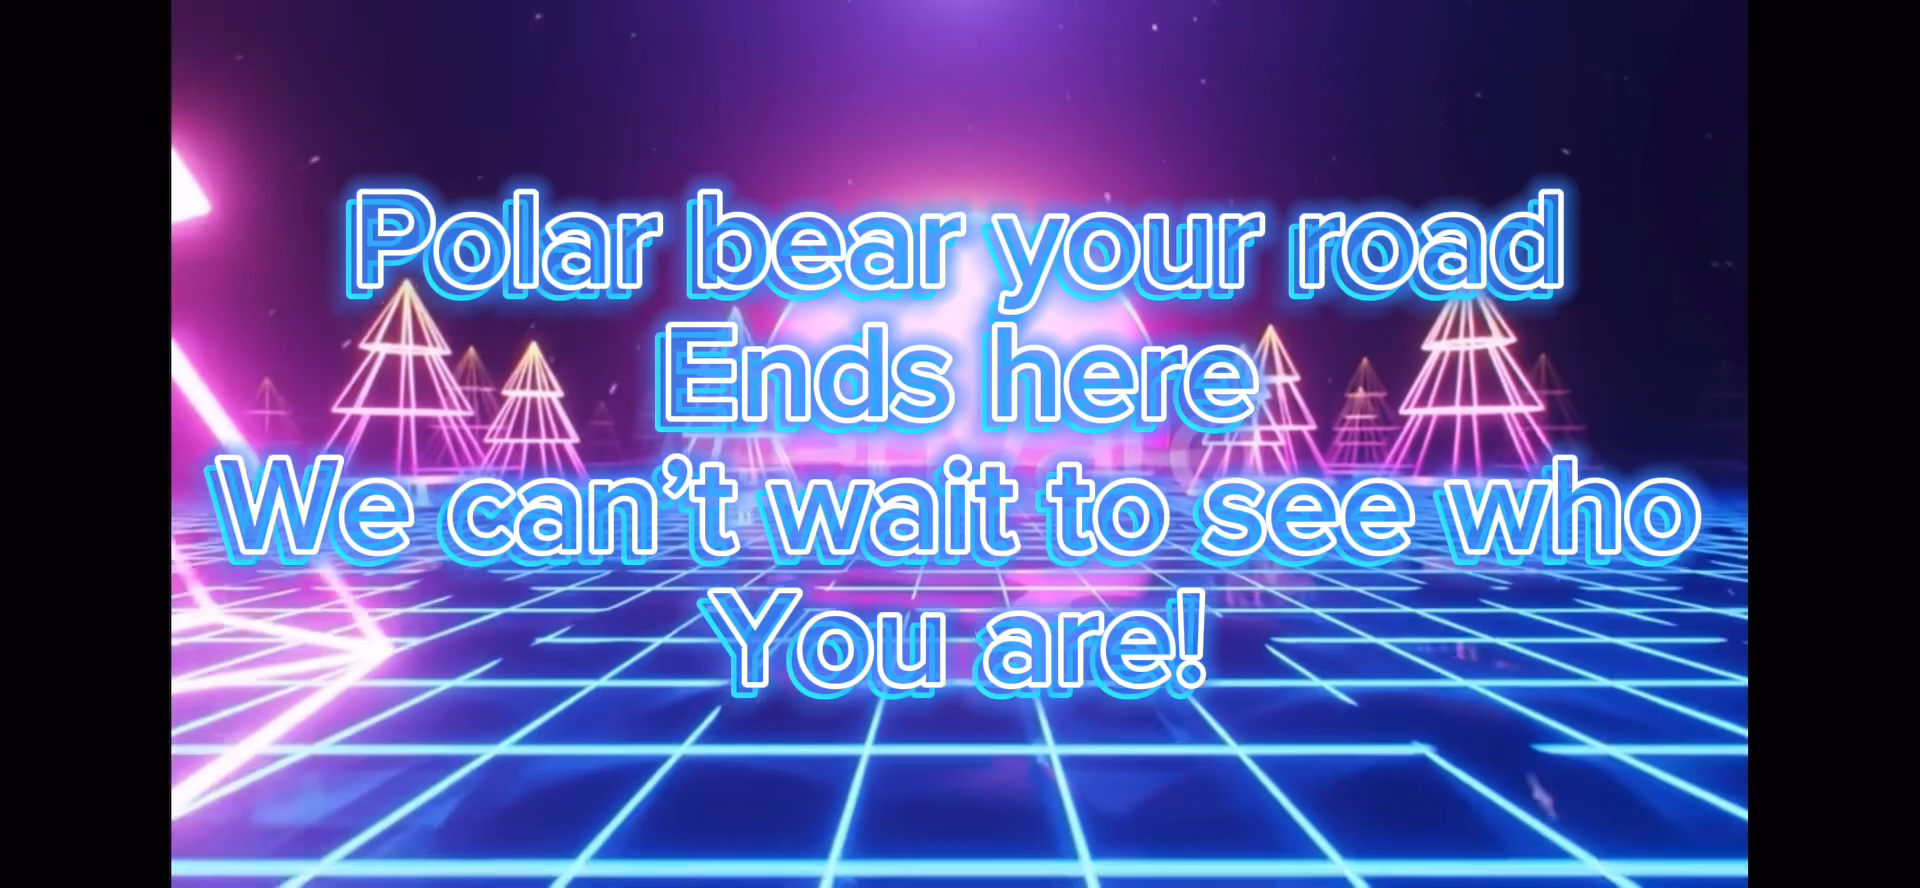 Polar bear your road
Ends here
We can’t wait to see who
You are!